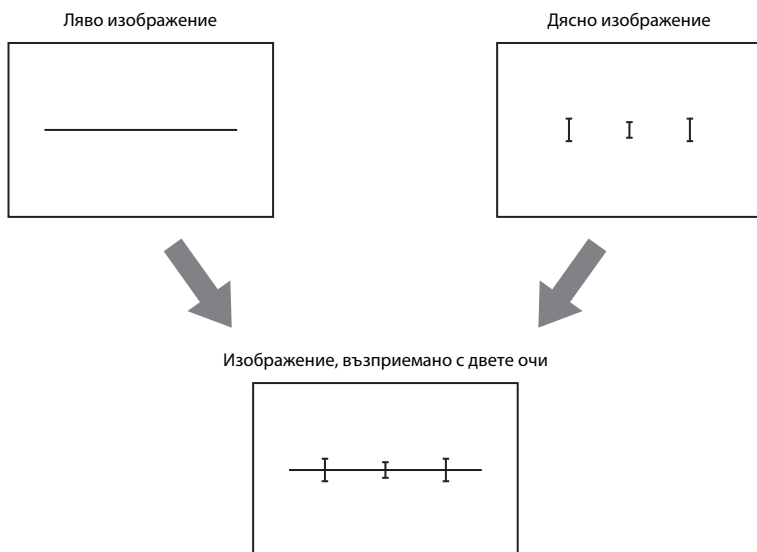 Ляво изображение
Дясно изображение
Изображение, възприемано с двете очи